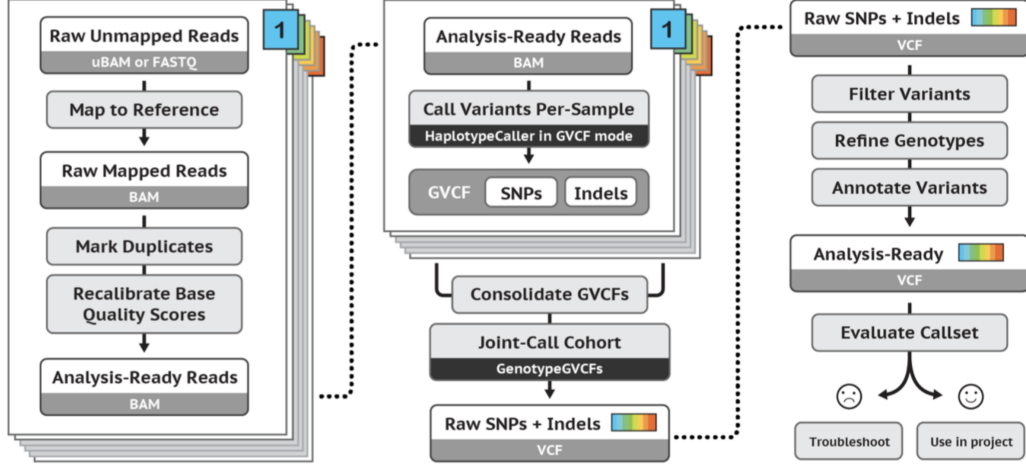 1
Raw Unmapped Reads
uBAM or FASTQ
Map to Reference
Raw Mapped Reads
BAM
Mark Duplicates
Recalibrate Base
Quality Scores
Analysis-Ready Reads
BAM
1
Analysis-Ready Reads
BAM
Call Variants Per-Sample
HaplotypeCaller in GVCF mode
GVCF SNPs Indels
Consolidate GVCFs
Joint-Call Cohort
GenotypeGVCFs
Raw SNPs + Indels
VCF
Raw SNPs + Indels
VCF
Filter Variants
Refine Genotypes
Annotate Variants
Analysis-Ready
VCF
Evaluate Callset
Troubleshoot
Use in project